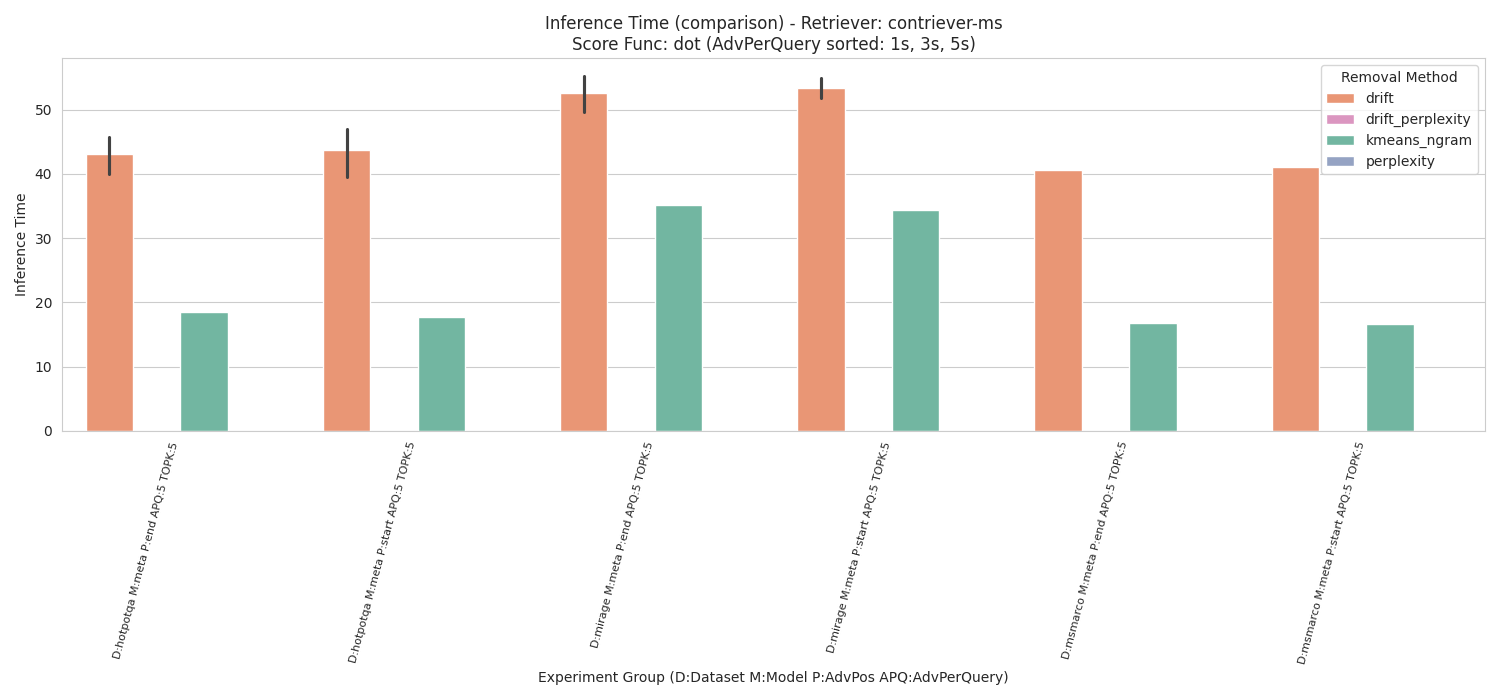 Inference Time (comparison) - Retriever: contriever-ms
Score Func: dot (AdvPerQuery sorted: 1s, 3s, 5s)
Removal Method
drift
drift_perplexity
kmeans_ngram
perplexity
Inference Time
50
40
30
20
10
0
D:hotpotqa M:meta P:end APQ:5 TOPK:5
D:hotpotqa M:meta P:start APQ:5 TOPK:5
D:mirage M:meta P:end APQ:5 TOPK:5
D:mirage M:meta P:start APQ:5 TOPK:5
D:msmarco M:meta P:end APQ:5 TOPK:5
D:msmarco M:meta P:start APQ:5 TOPK:5
Experiment Group (D:Dataset M:Model P:AdvPos APQ:AdvPerQuery)